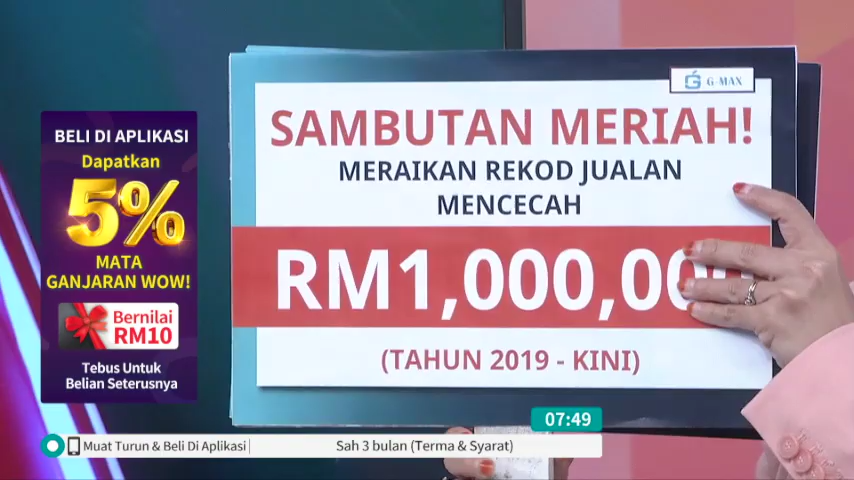 G-MAX
SAMBUTAN MERIAH!
MERAIKAN REKOD JUALAN
MENCECAH
RM1,000,00
(TAHUN 2019 - KINI)
BELI DI APLIKASI
Dapatkan
5%
MATA
GANJARAN WOW!
Bernilai
RM10
Tebus Untuk
Belian Seterusnya
07:49
Muat Turun & Beli Di Aplikasi
Sah 3 bulan (Terma & Syarat)